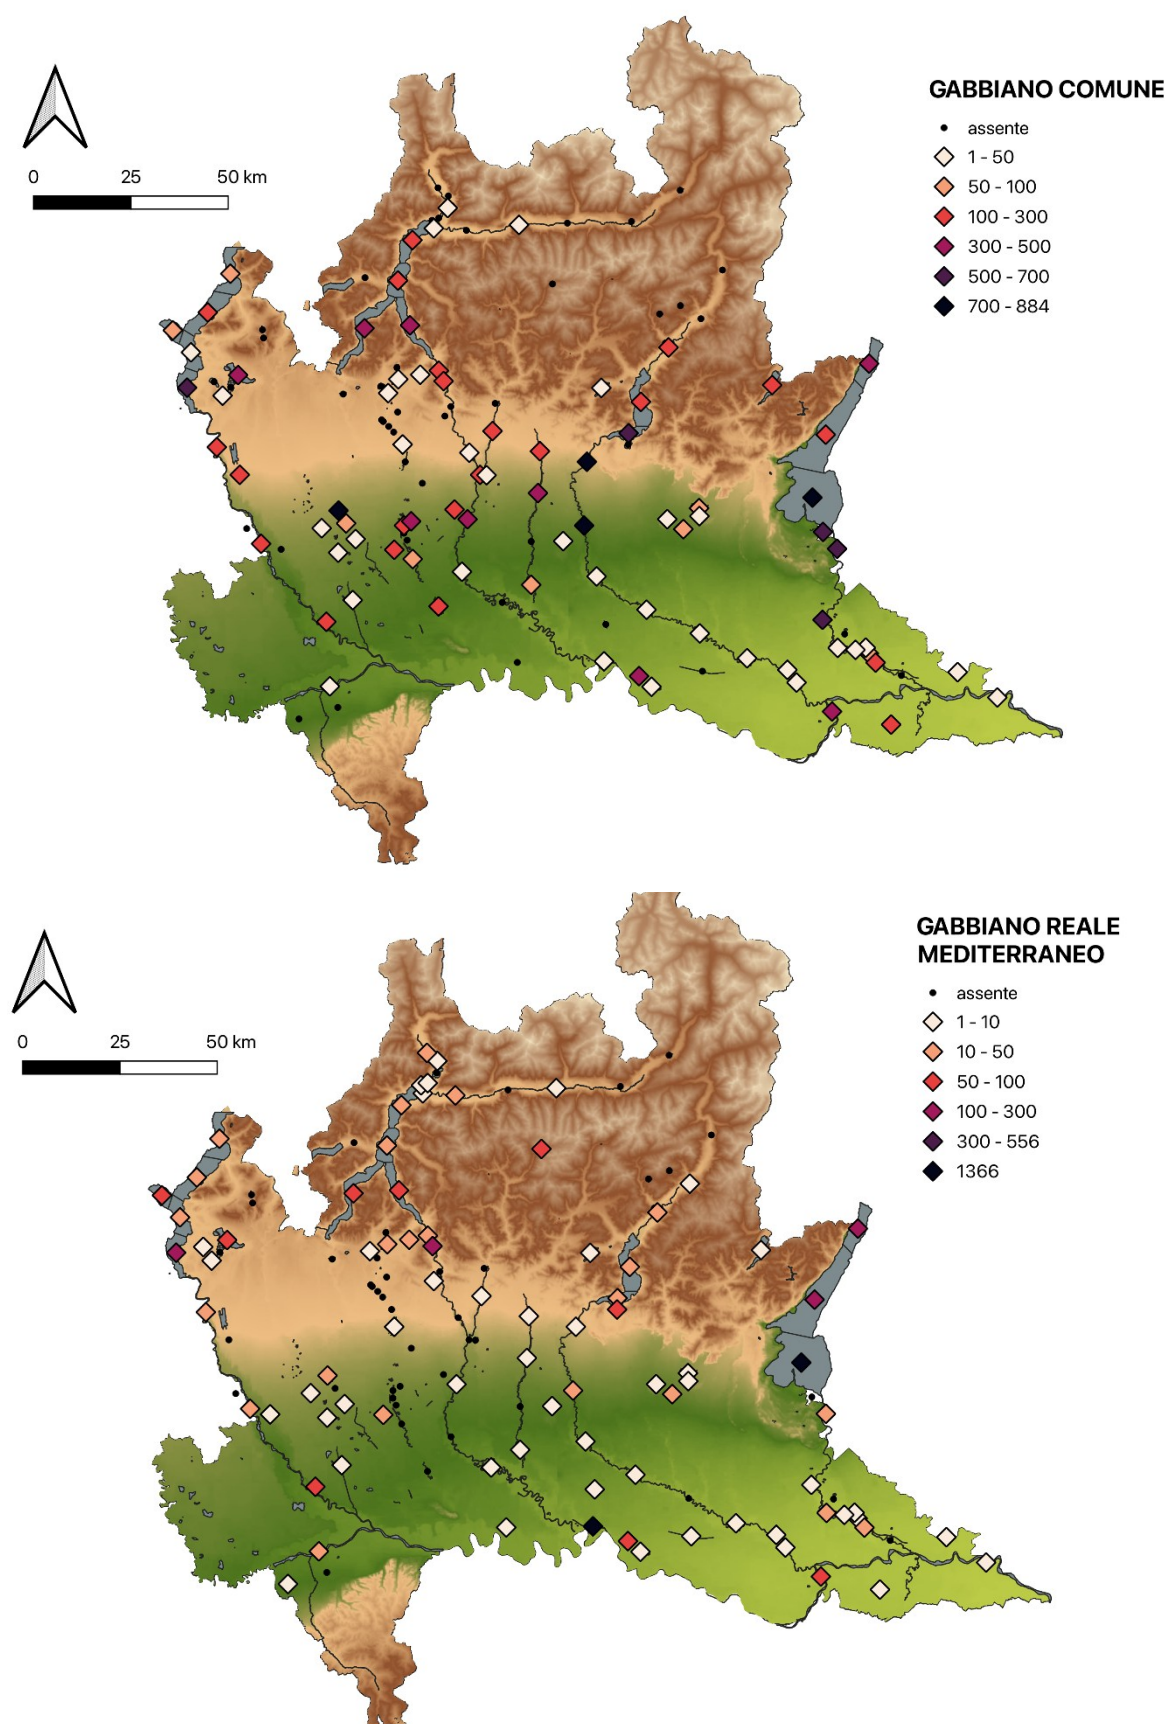 GABBIANO COMUNE
assente
1 - 50
50 - 100
100 - 300
300 - 500
500 - 700
700 - 884
0 25 50 km
GABBIANO REALE
MEDITERRANEO
assente
1 - 10
10 - 50
50 - 100
100 - 300
300 - 556
1366
0 25 50 km